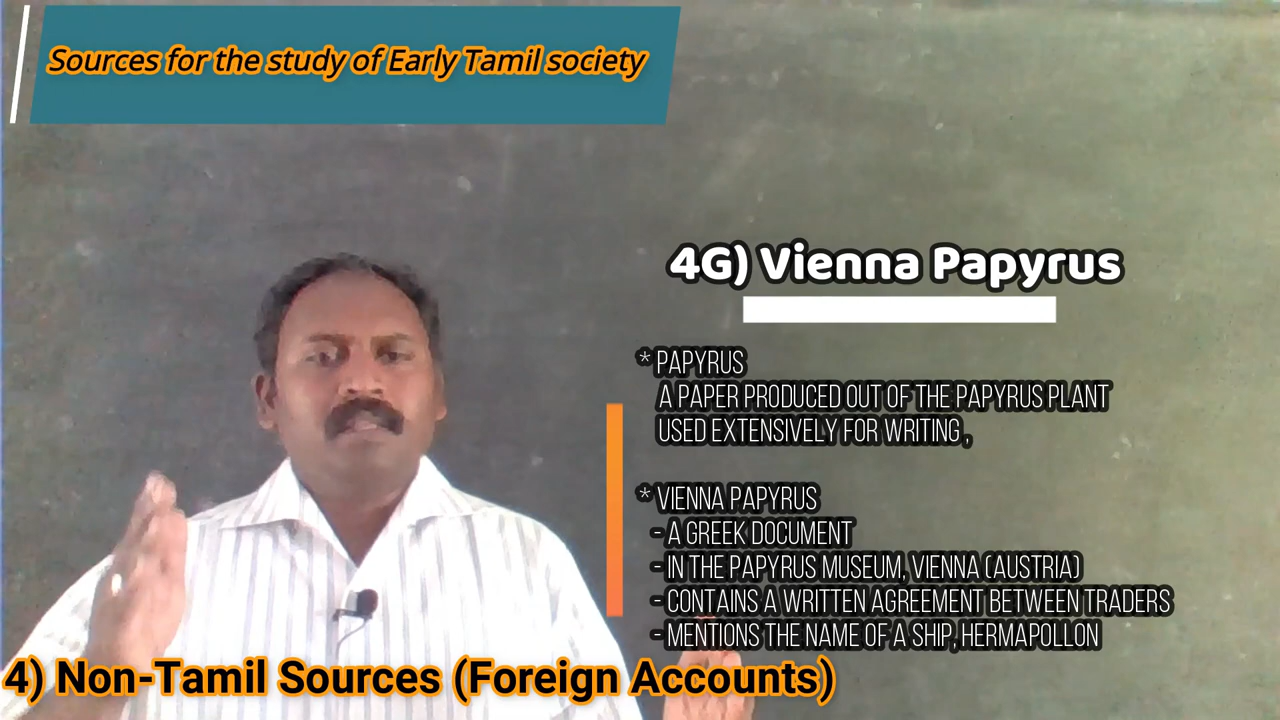 Sources for the study of Early Tamil society
4G) Vienna Papyrus
* PAPYRUS
A PAPER PRODUCED OUT OF THE PAPYRUS PLANT
USED EXTENSIVELY FOR WRITING ,
* VIENNA PAPYRUS
- A GREEK DOCUMENT
- IN THE PAPYRUS MUSEUM, VIENNA (AUSTRIA)
- CONTAINS A WRITTEN AGREEMENT BETWEEN TRADERS
- MENTIONS THE NAME OF A SHIP, HERMAPOLLON
4) Non-Tamil Sources (Foreign Accounts)